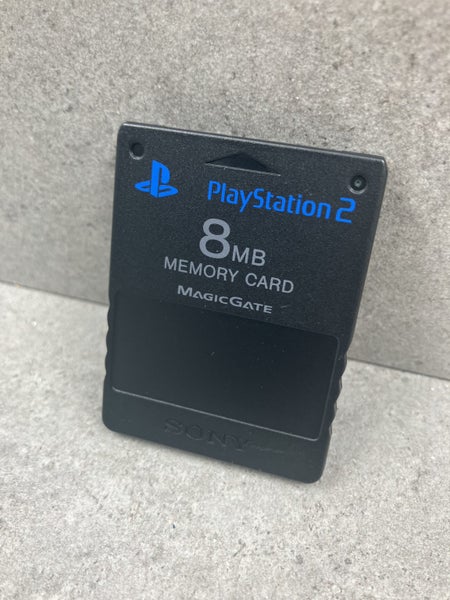 PlayStation 2
8MB
MEMORY CARD
MAGICGATE
SONY